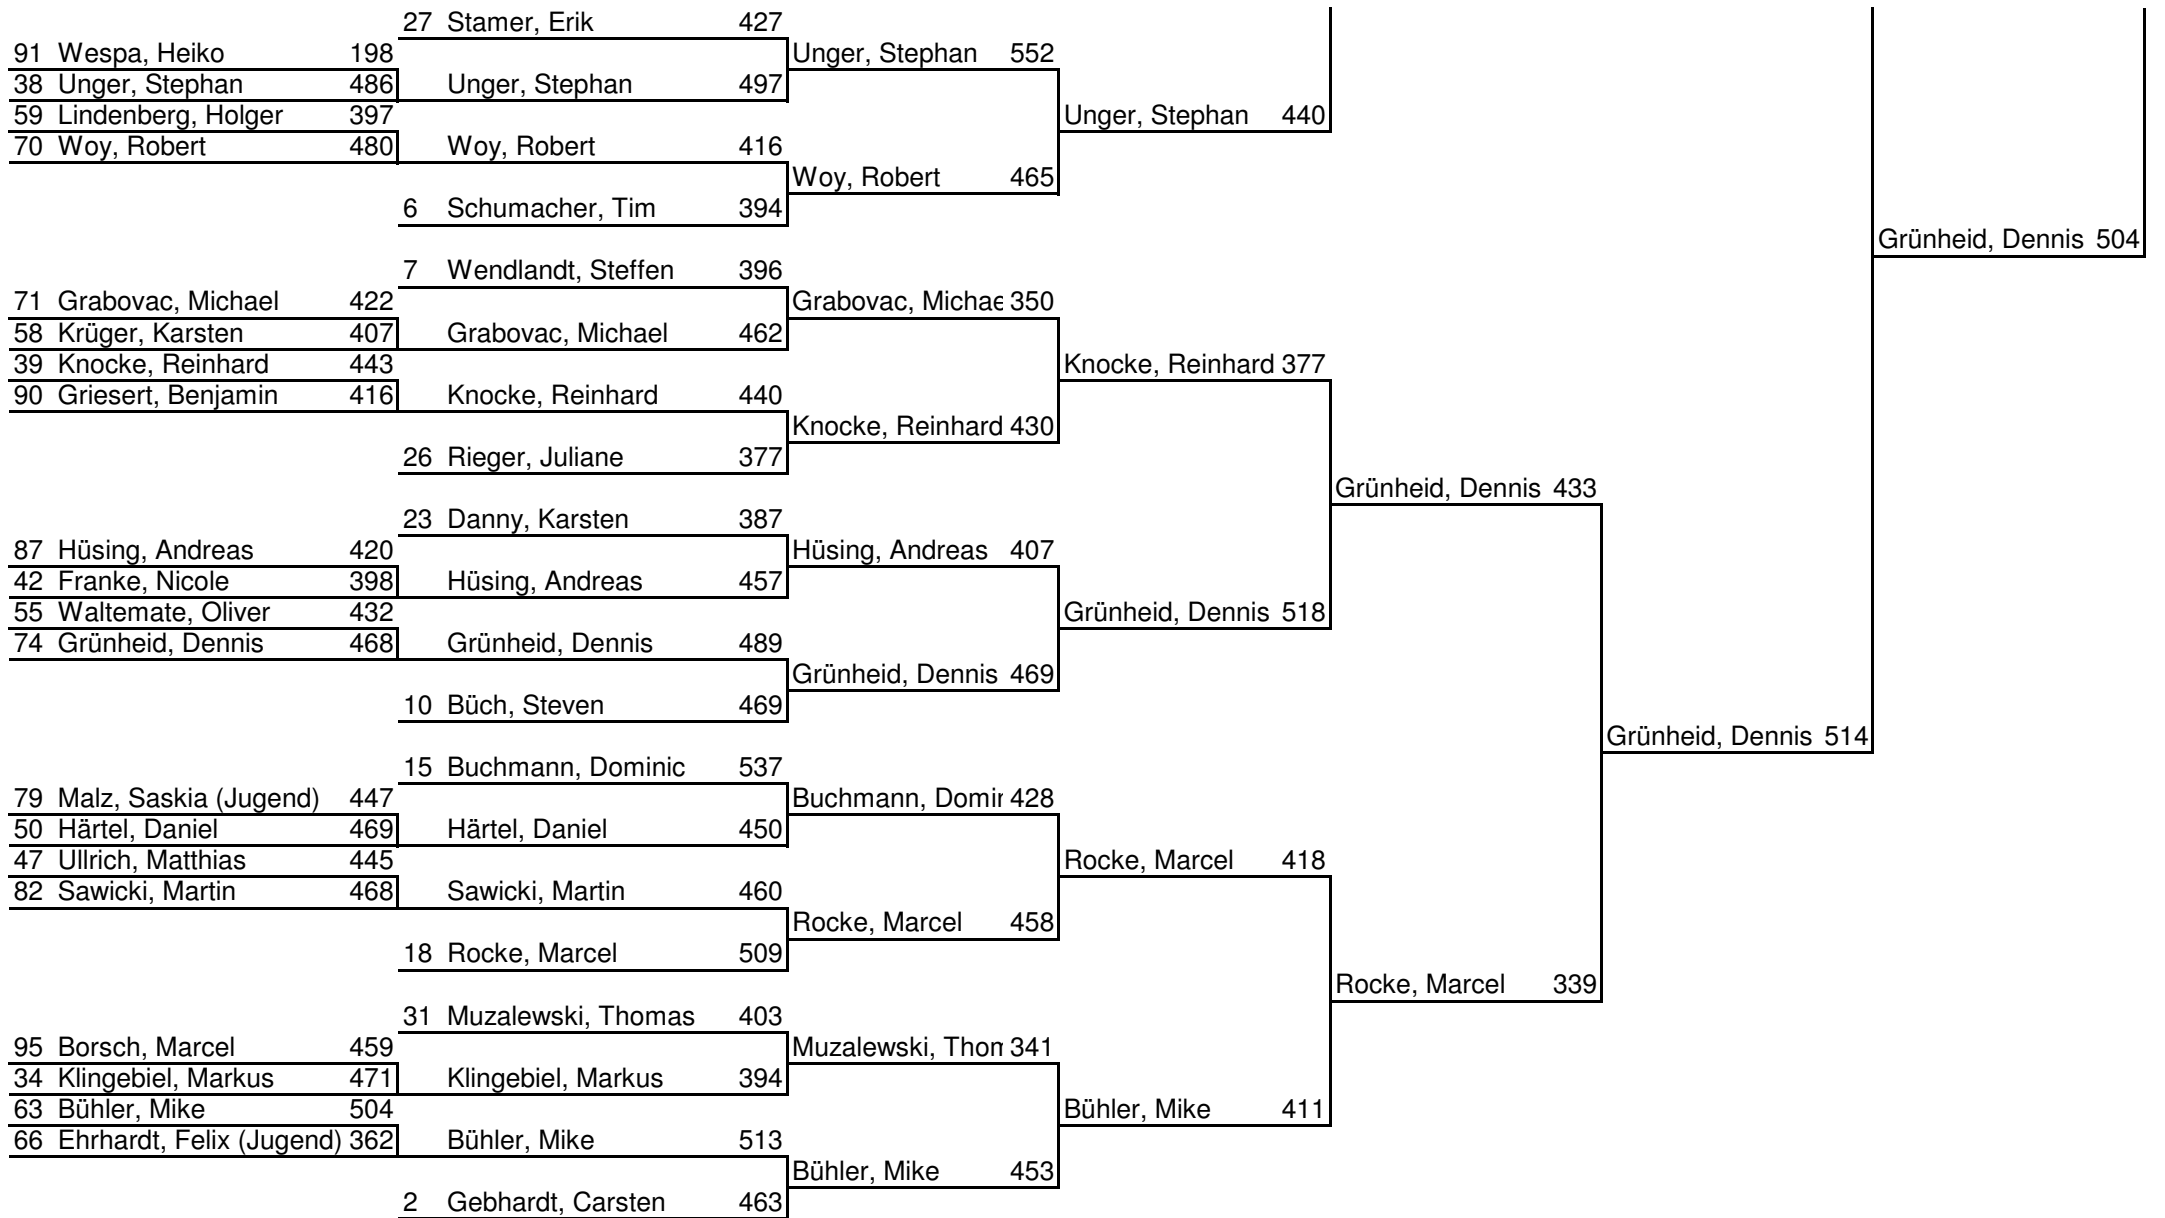 27 Stamer, Erik 427
91 Wespa, Heiko 198 Unger, Stephan 552
38 Unger, Stephan 486 Unger, Stephan 497
59 Lindenberg, Holger 397 Unger, Stephan 440
70 Woy, Robert 480 Woy, Robert 416
Woy, Robert 465
6 Schumacher, Tim 394
Grünheid, Dennis 504
7 Wendlandt, Steffen 396
71 Grabovac, Michael 422 Grabovac, Michae 350
58 Krüger, Karsten 407 Grabovac, Michael 462
39 Knocke, Reinhard 443 Knocke, Reinhard 377
90 Griesert, Benjamin 416 Knocke, Reinhard 440
Knocke, Reinhard 430
26 Rieger, Juliane 377
Grünheid, Dennis 433
23 Danny, Karsten 387
87 Hüsing, Andreas 420 Hüsing, Andreas 407
42 Franke, Nicole 398 Hüsing, Andreas 457
55 Waltemate, Oliver 432 Grünheid, Dennis 518
74 Grünheid, Dennis 468 Grünheid, Dennis 489
Grünheid, Dennis 469
10 Büch, Steven 469
Grünheid, Dennis 514
15 Buchmann, Dominic 537
79 Malz, Saskia (Jugend) 447 Buchmann, Domir 428
50 Härtel, Daniel 469 Härtel, Daniel 450
47 Ullrich, Matthias 445 Rocke, Marcel 418
82 Sawicki, Martin 468 Sawicki, Martin 460
Rocke, Marcel 458
18 Rocke, Marcel 509
Rocke, Marcel 339
31 Muzalewski, Thomas 403
95 Borsch, Marcel 459 Muzalewski, Thom 341
34 Klingebiel, Markus 471 Klingebiel, Markus 394
63 Bühler, Mike 504 Bühler, Mike 411
66 Ehrhardt, Felix (Jugend) 362 Bühler, Mike 513
Bühler, Mike 453
2 Gebhardt, Carsten 463